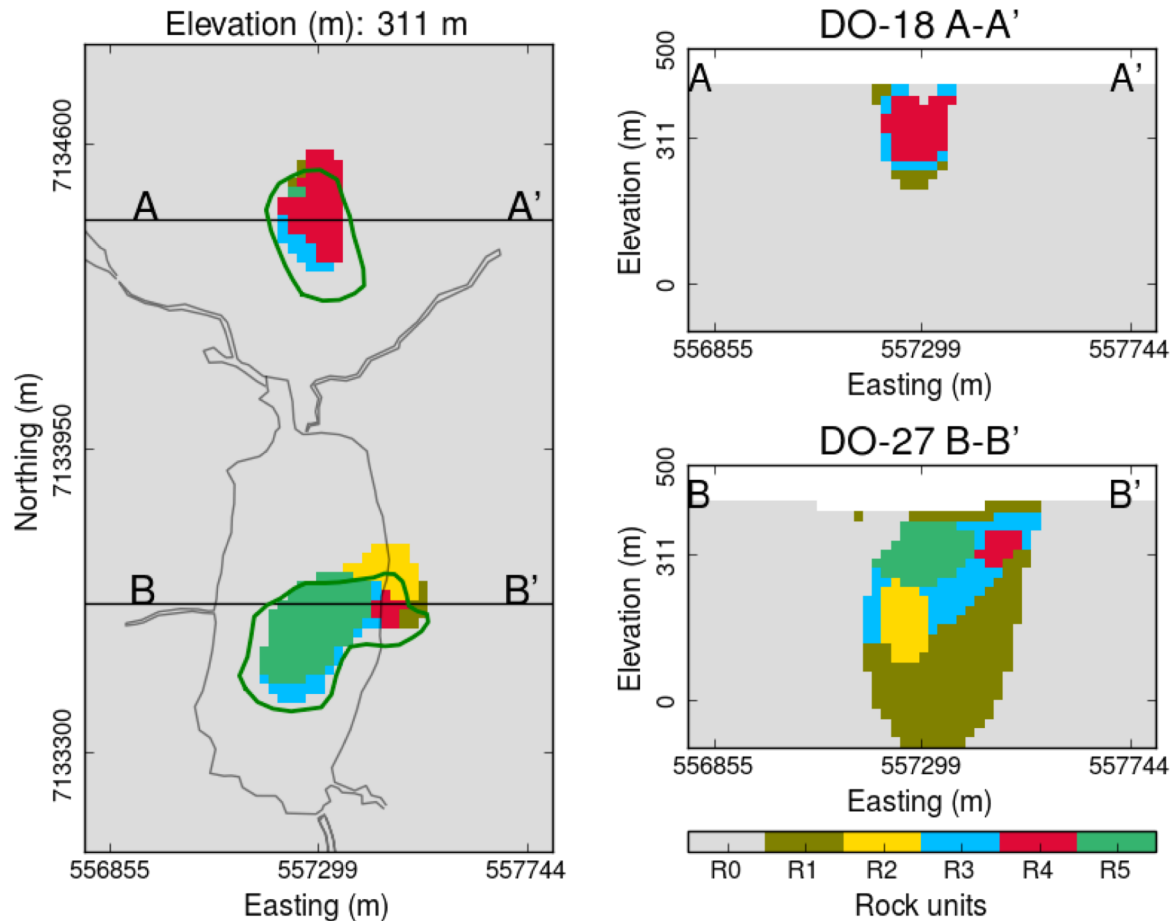 Elevation (m): 311 m
7134600
7133950
7133300
Northing (m)
A A’
B B’
556855 557299 557744
Easting (m)
DO-18 A-A’
500
311
0
Elevation (m)
A A’
556855 557299 557744
Easting (m)
DO-27 B-B’
500
311
0
Elevation (m)
B B’
556855 557299 557744
Easting (m)
R0 R1 R2 R3 R4 R5
Rock units